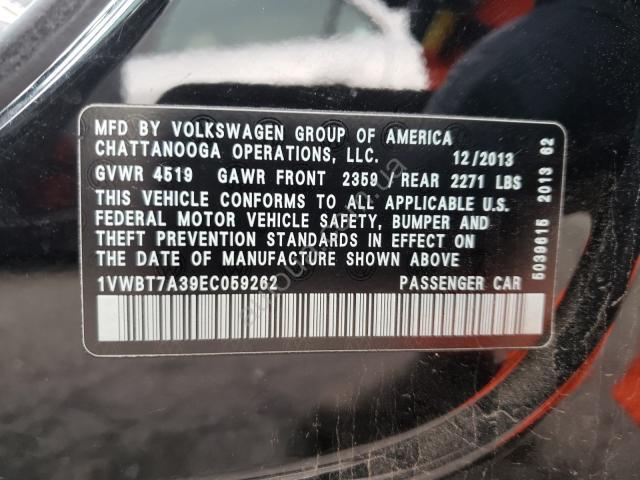 MFD BY VOLKSWAGEN GROUP OF AMERICA
CHATTANOOGA OPERATIONS, LLC. 12/2013
GVWR 4519 GAWR FRONT 2359 / REAR 2271 LBS
THIS VEHICLE CONFORMS TO ALL APPLICABLE U.S.
FEDERAL MOTOR VEHICLE SAFETY, BUMPER AND
THEFT PREVENTION STANDARDS IN EFFECT ON
THE DATE OF MANUFACTURE SHOWN ABOVE
1VWBT7A39EC059262 PASSENGER CAR
5039615 2013 62